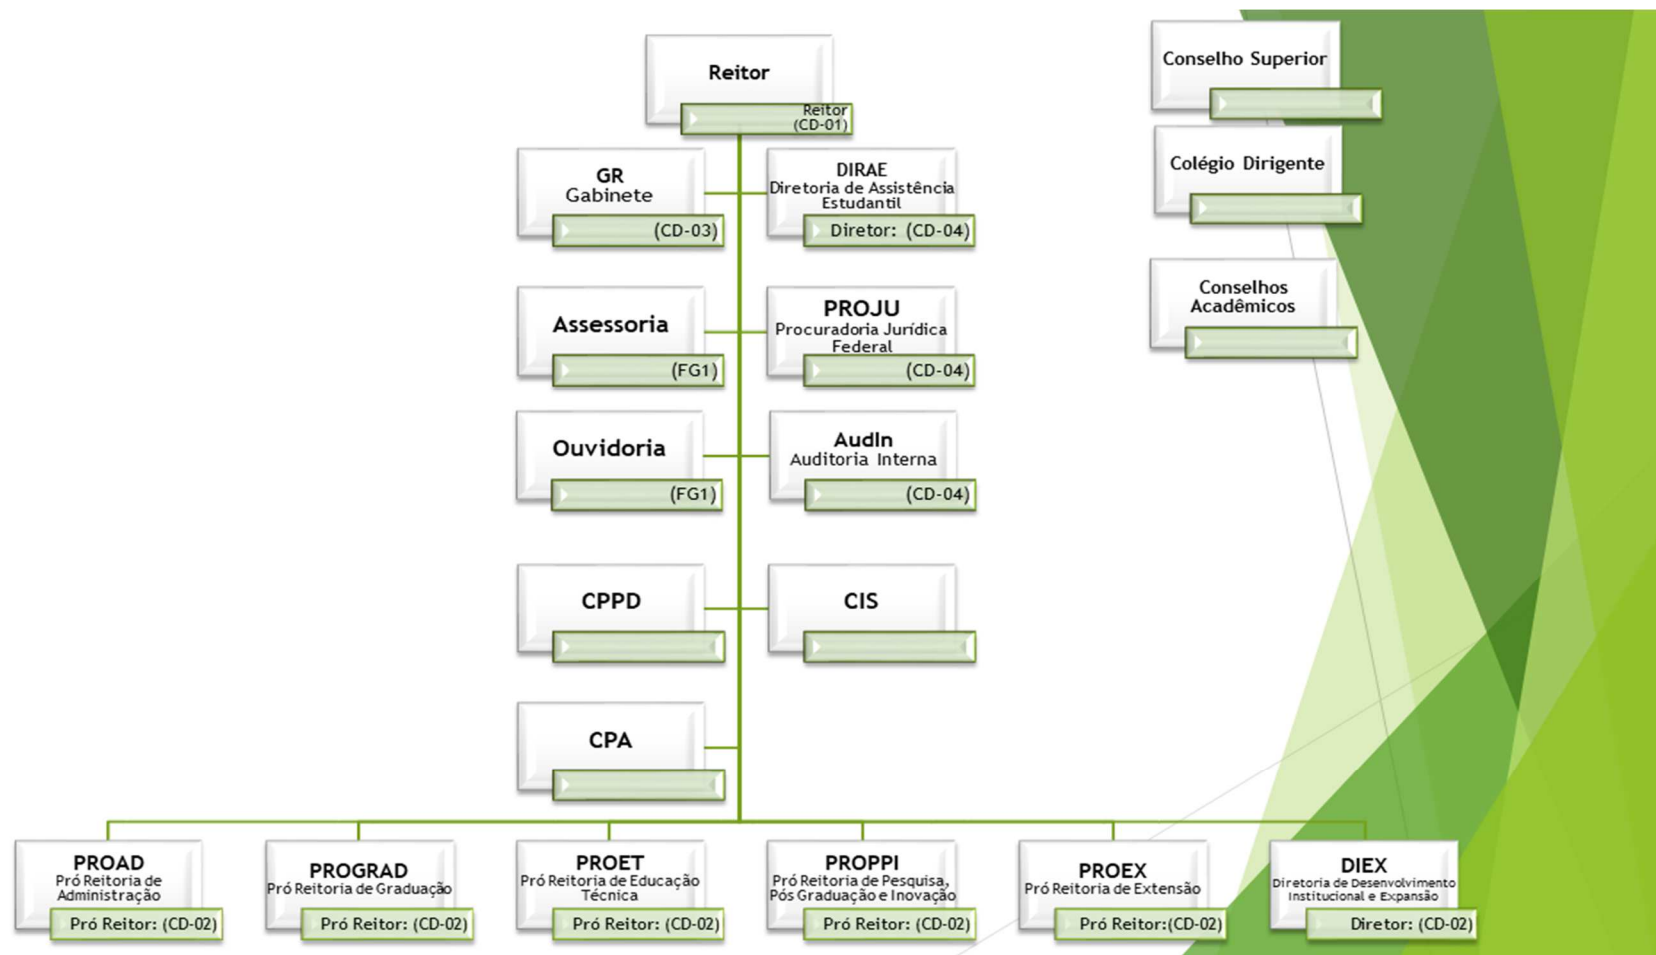 Reitor
Reitor
(CD-01)
Conselho Superior
Colégio Dirigente
Conselhos
Acadêmicos
GR
Gabinete
(CD-03)
DIRAE
Diretoria de Assistência
Estudantil
Diretor: (CD-04)
Assessoria
(FG1)
PROJU
Procuradoria Jurídica
Federal
(CD-04)
Ouvidoria
(FG1)
AudIn
Auditoria Interna
(CD-04)
CPPD
CIS
CPA
PROAD
Pró Reitoria de
Administração
Pró Reitor: (CD-02)
PROGRAD
Pró Reitoria de Graduação
Pró Reitor: (CD-02)
PROET
Pró Reitoria de Educação
Técnica
Pró Reitor: (CD-02)
PROPPI
Pró Reitoria de Pesquisa,
Pós Graduação e Inovação
Pró Reitor: (CD-02)
PROEX
Pró Reitoria de Extensão
Pró Reitor:(CD-02)
DIEX
Diretoria de Desenvolvimento
Institucional e Expansão
Diretor: (CD-02)